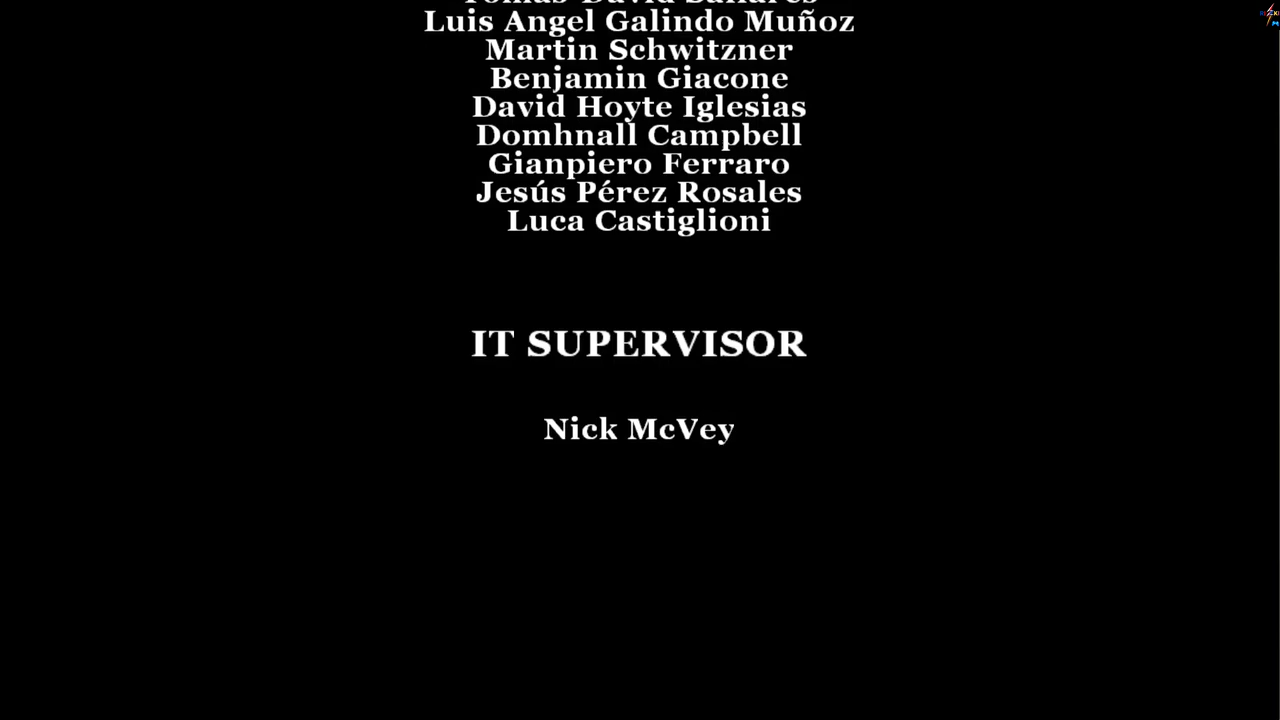 Luis Angel Galindo Muñoz
Martin Schwitzner
Benjamin Giacone
David Hoyte Iglesias
Domhnall Campbell
Gianpiero Ferraro
Jesús Pérez Rosales
Luca Castiglioni
IT SUPERVISOR
Nick McVey